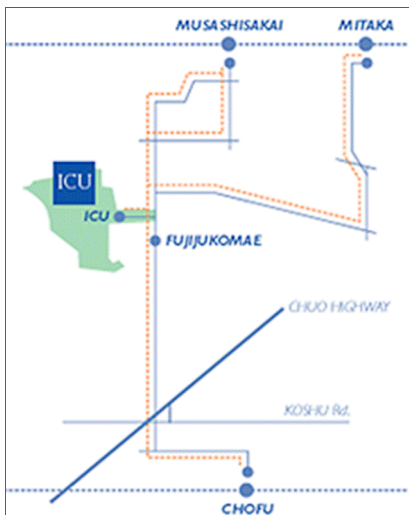 MUSASHISAKAI
MITAKA
ICU
ICU
FUJIJUKOMAE
CHUO HIGHWAY
KOSHU Rd.
CHOFU